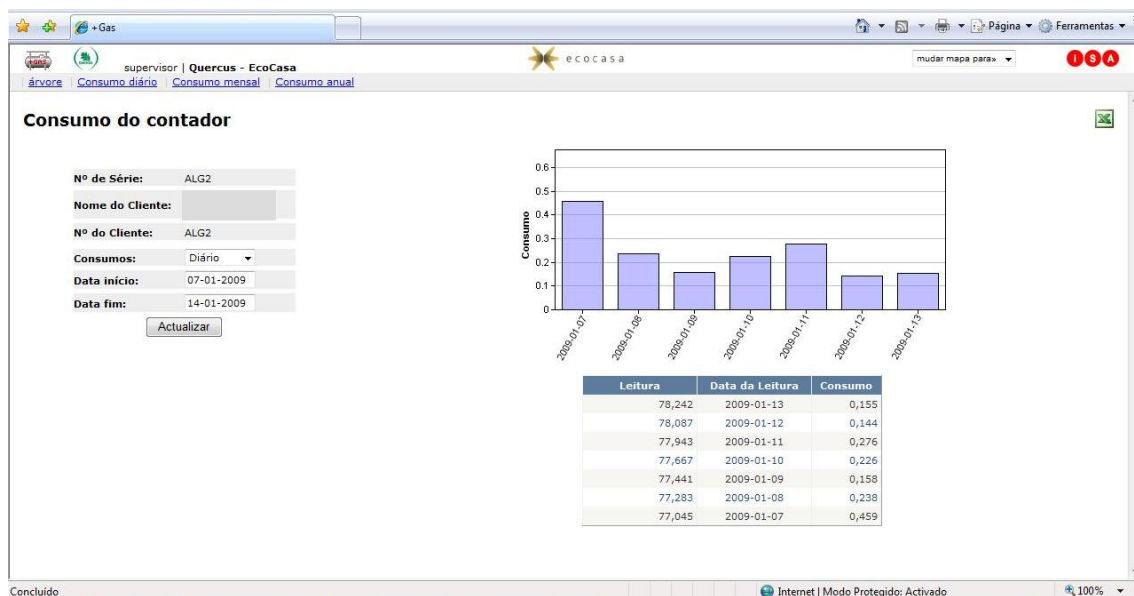 +Gas
Página
Ferramentas
+GAS
supervisor | Quercus - EcoCasa
ecocasa
mudar mapa para»
ISA
árvore | Consumo diário | Consumo mensal | Consumo anual
Consumo do contador
Nº de Série: ALG2
Nome do Cliente:
Nº do Cliente: ALG2
Consumos: Diário
Data início: 07-01-2009
Data fim: 14-01-2009
Actualizar
Consumo
0.6
0.5
0.4
0.3
0.2
0.1
0
2009-01-07
2009-01-08
2009-01-09
2009-01-10
2009-01-11
2009-01-12
2009-01-13
Leitura Data da Leitura Consumo
78,242 2009-01-13 0,155
78,087 2009-01-12 0,144
77,943 2009-01-11 0,276
77,667 2009-01-10 0,226
77,441 2009-01-09 0,158
77,283 2009-01-08 0,238
77,045 2009-01-07 0,459
Concluído
Internet | Modo Protegido: Activado
100%